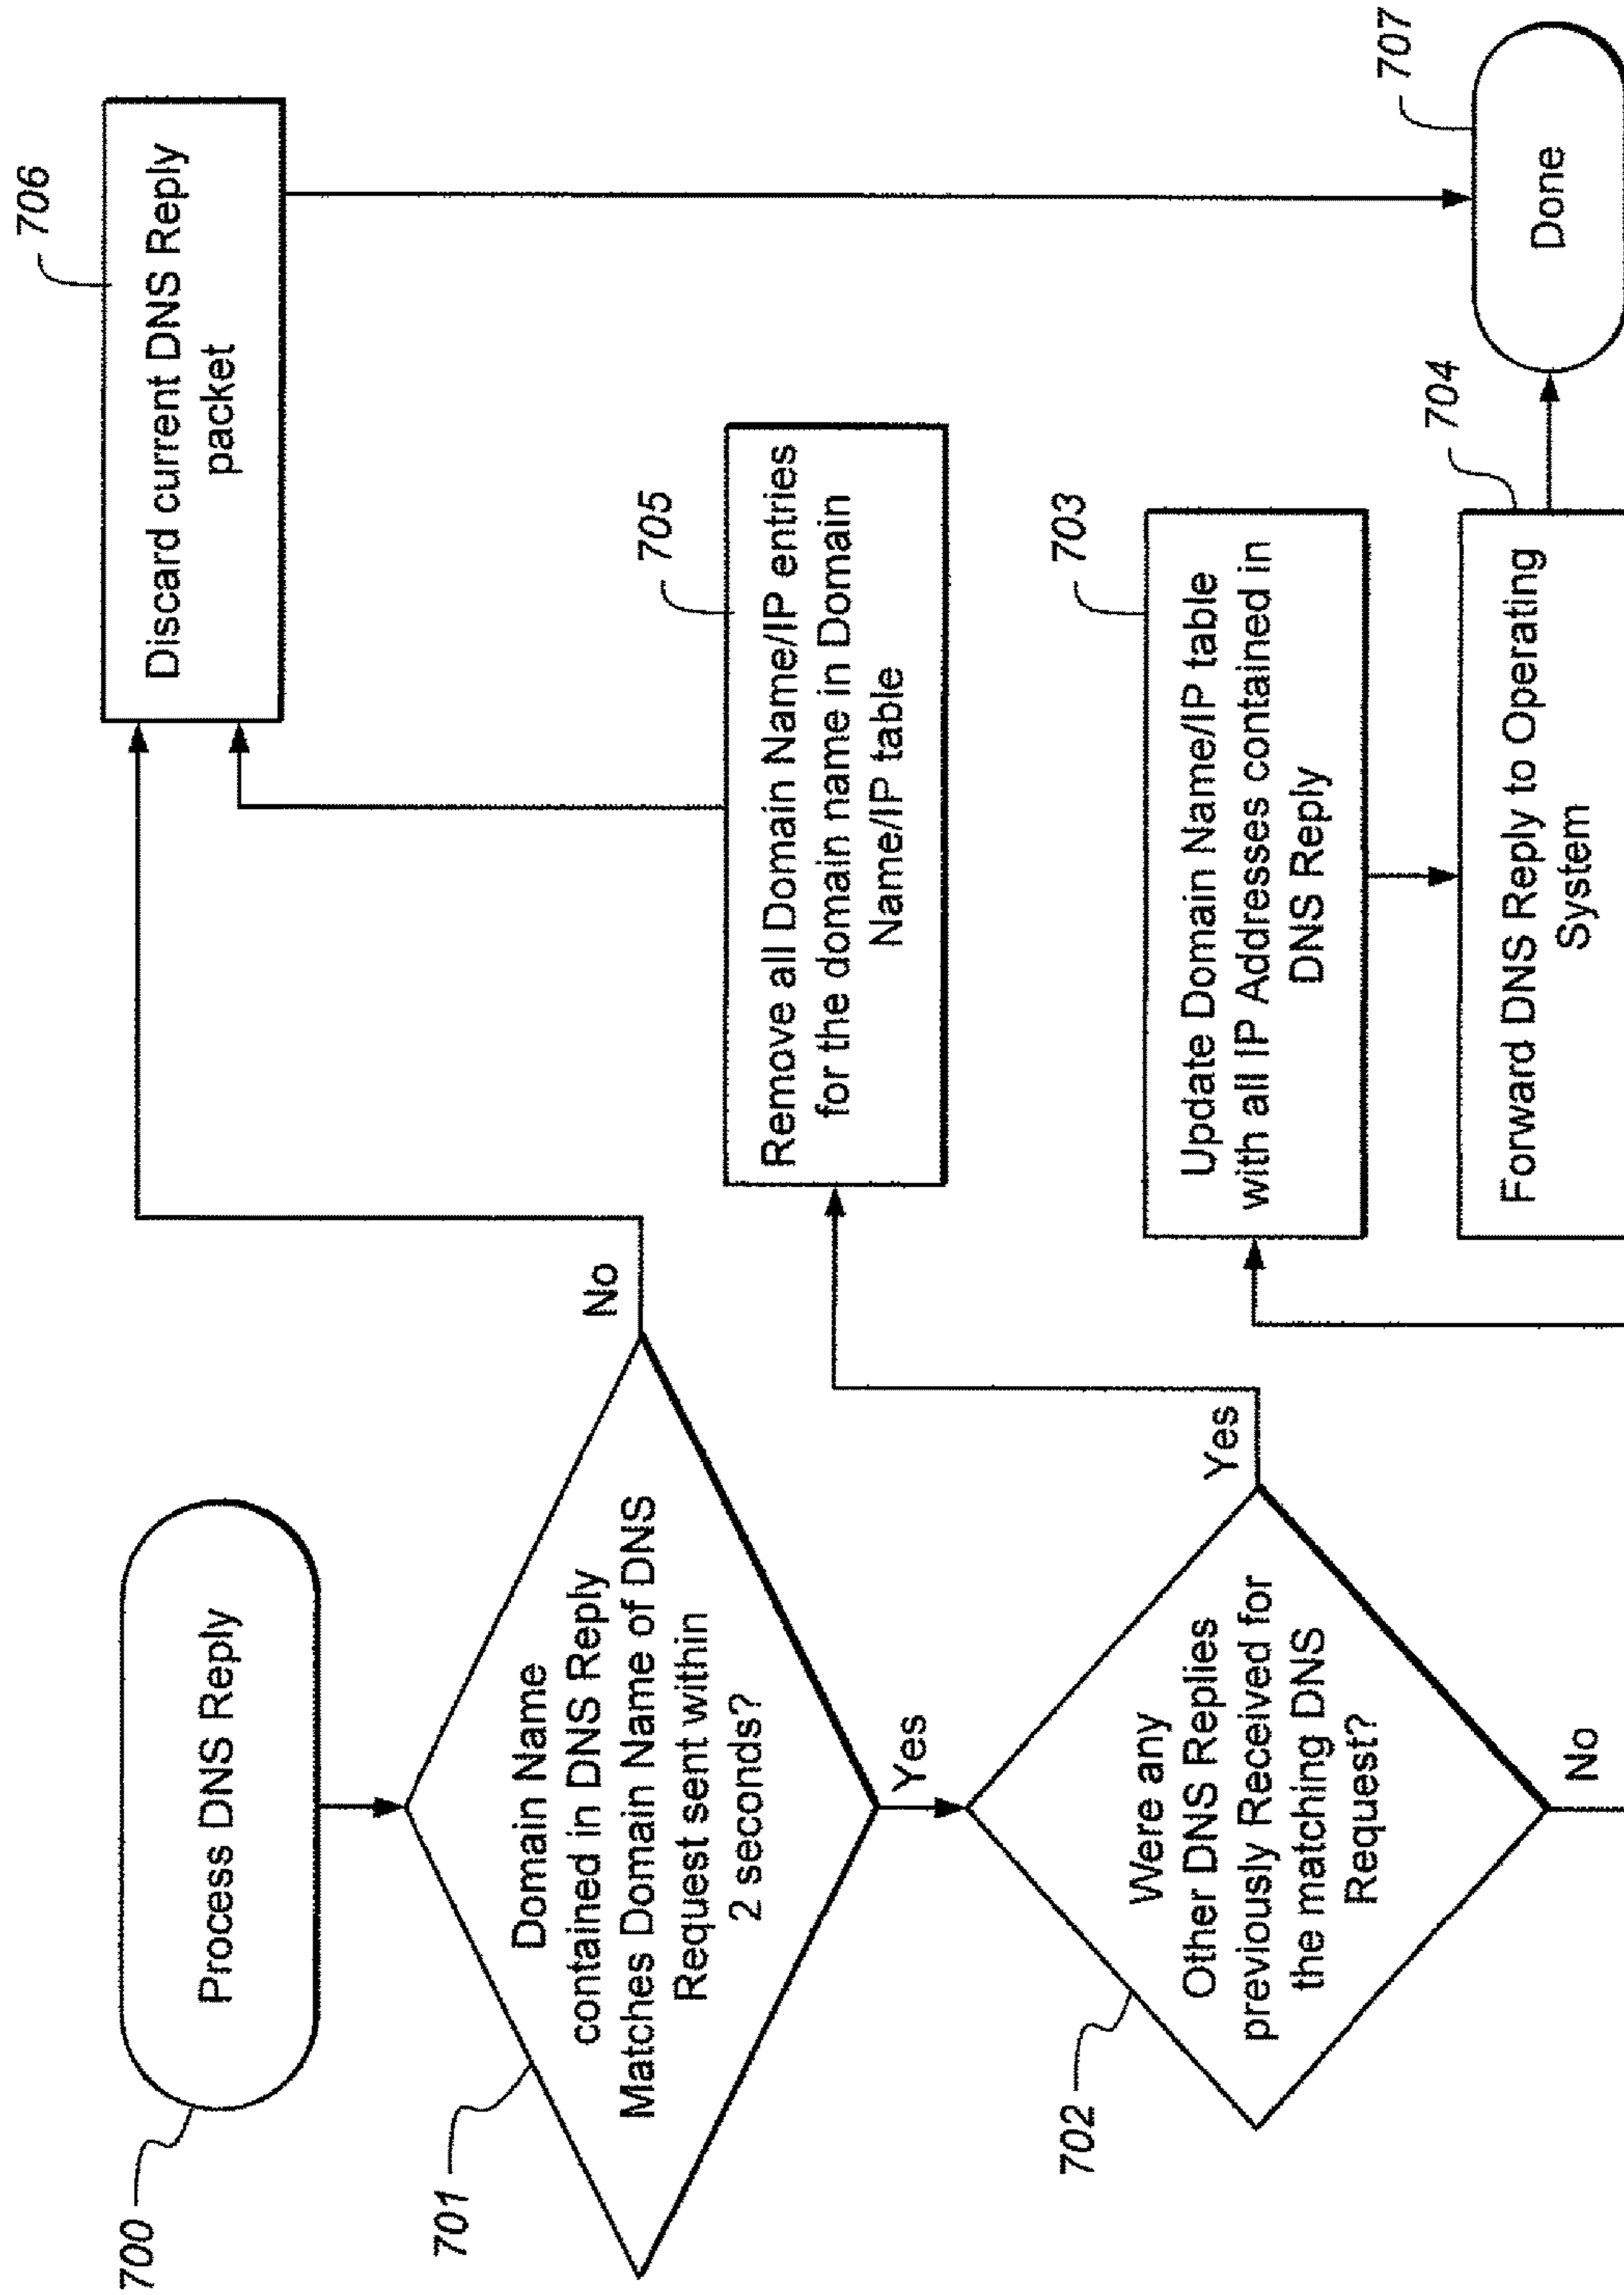 700
Process DNS Reply
701
Domain Name
contained in DNS Reply
Matches Domain Name of DNS
Request sent within
2 seconds?
No
Yes
702
Were any
Other DNS Replies
previously Received for
the matching DNS
Request?
Yes
No
706
Discard current DNS Reply
packet
705
Remove all Domain Name/IP entries
for the domain name in Domain
Name/IP table
703
Update Domain Name/IP table
with all IP Addresses contained in
DNS Reply
704
Forward DNS Reply to Operating
System
707
Done